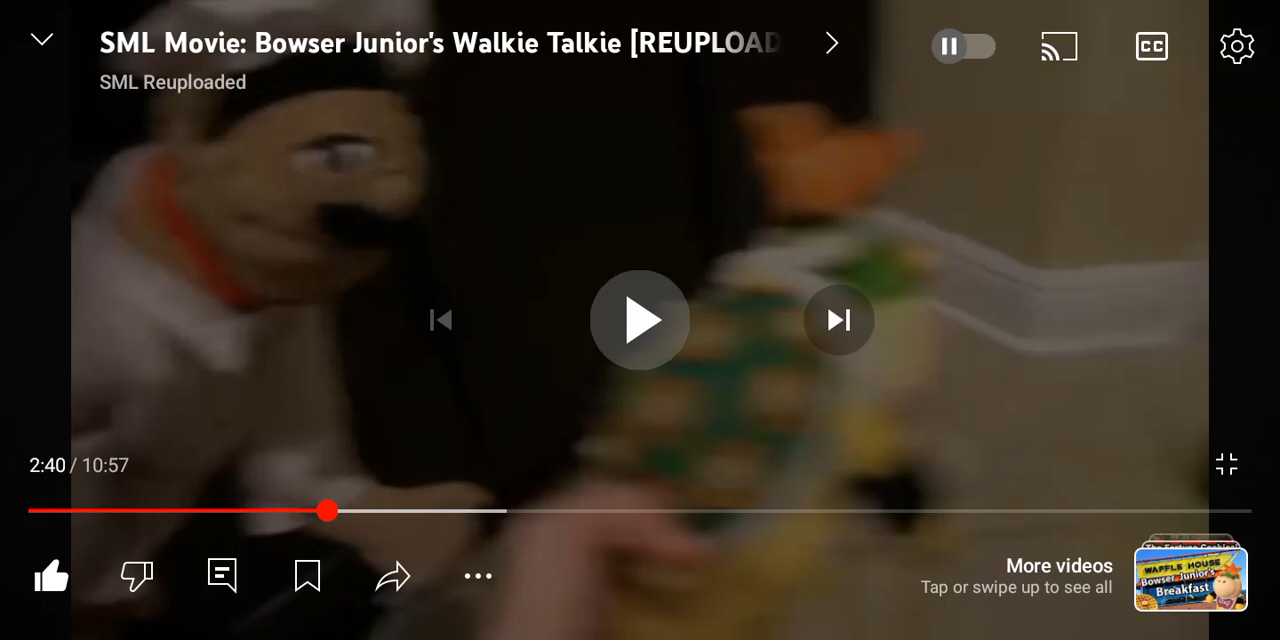 SML Movie: Bowser Junior's Walkie Talkie [REUPLOAD
SML Reuploaded
CC
2:40 / 10:57
More videos
Tap or swipe up to see all
WAFFLE HOUSE
Bowser Junior's
Breakfast